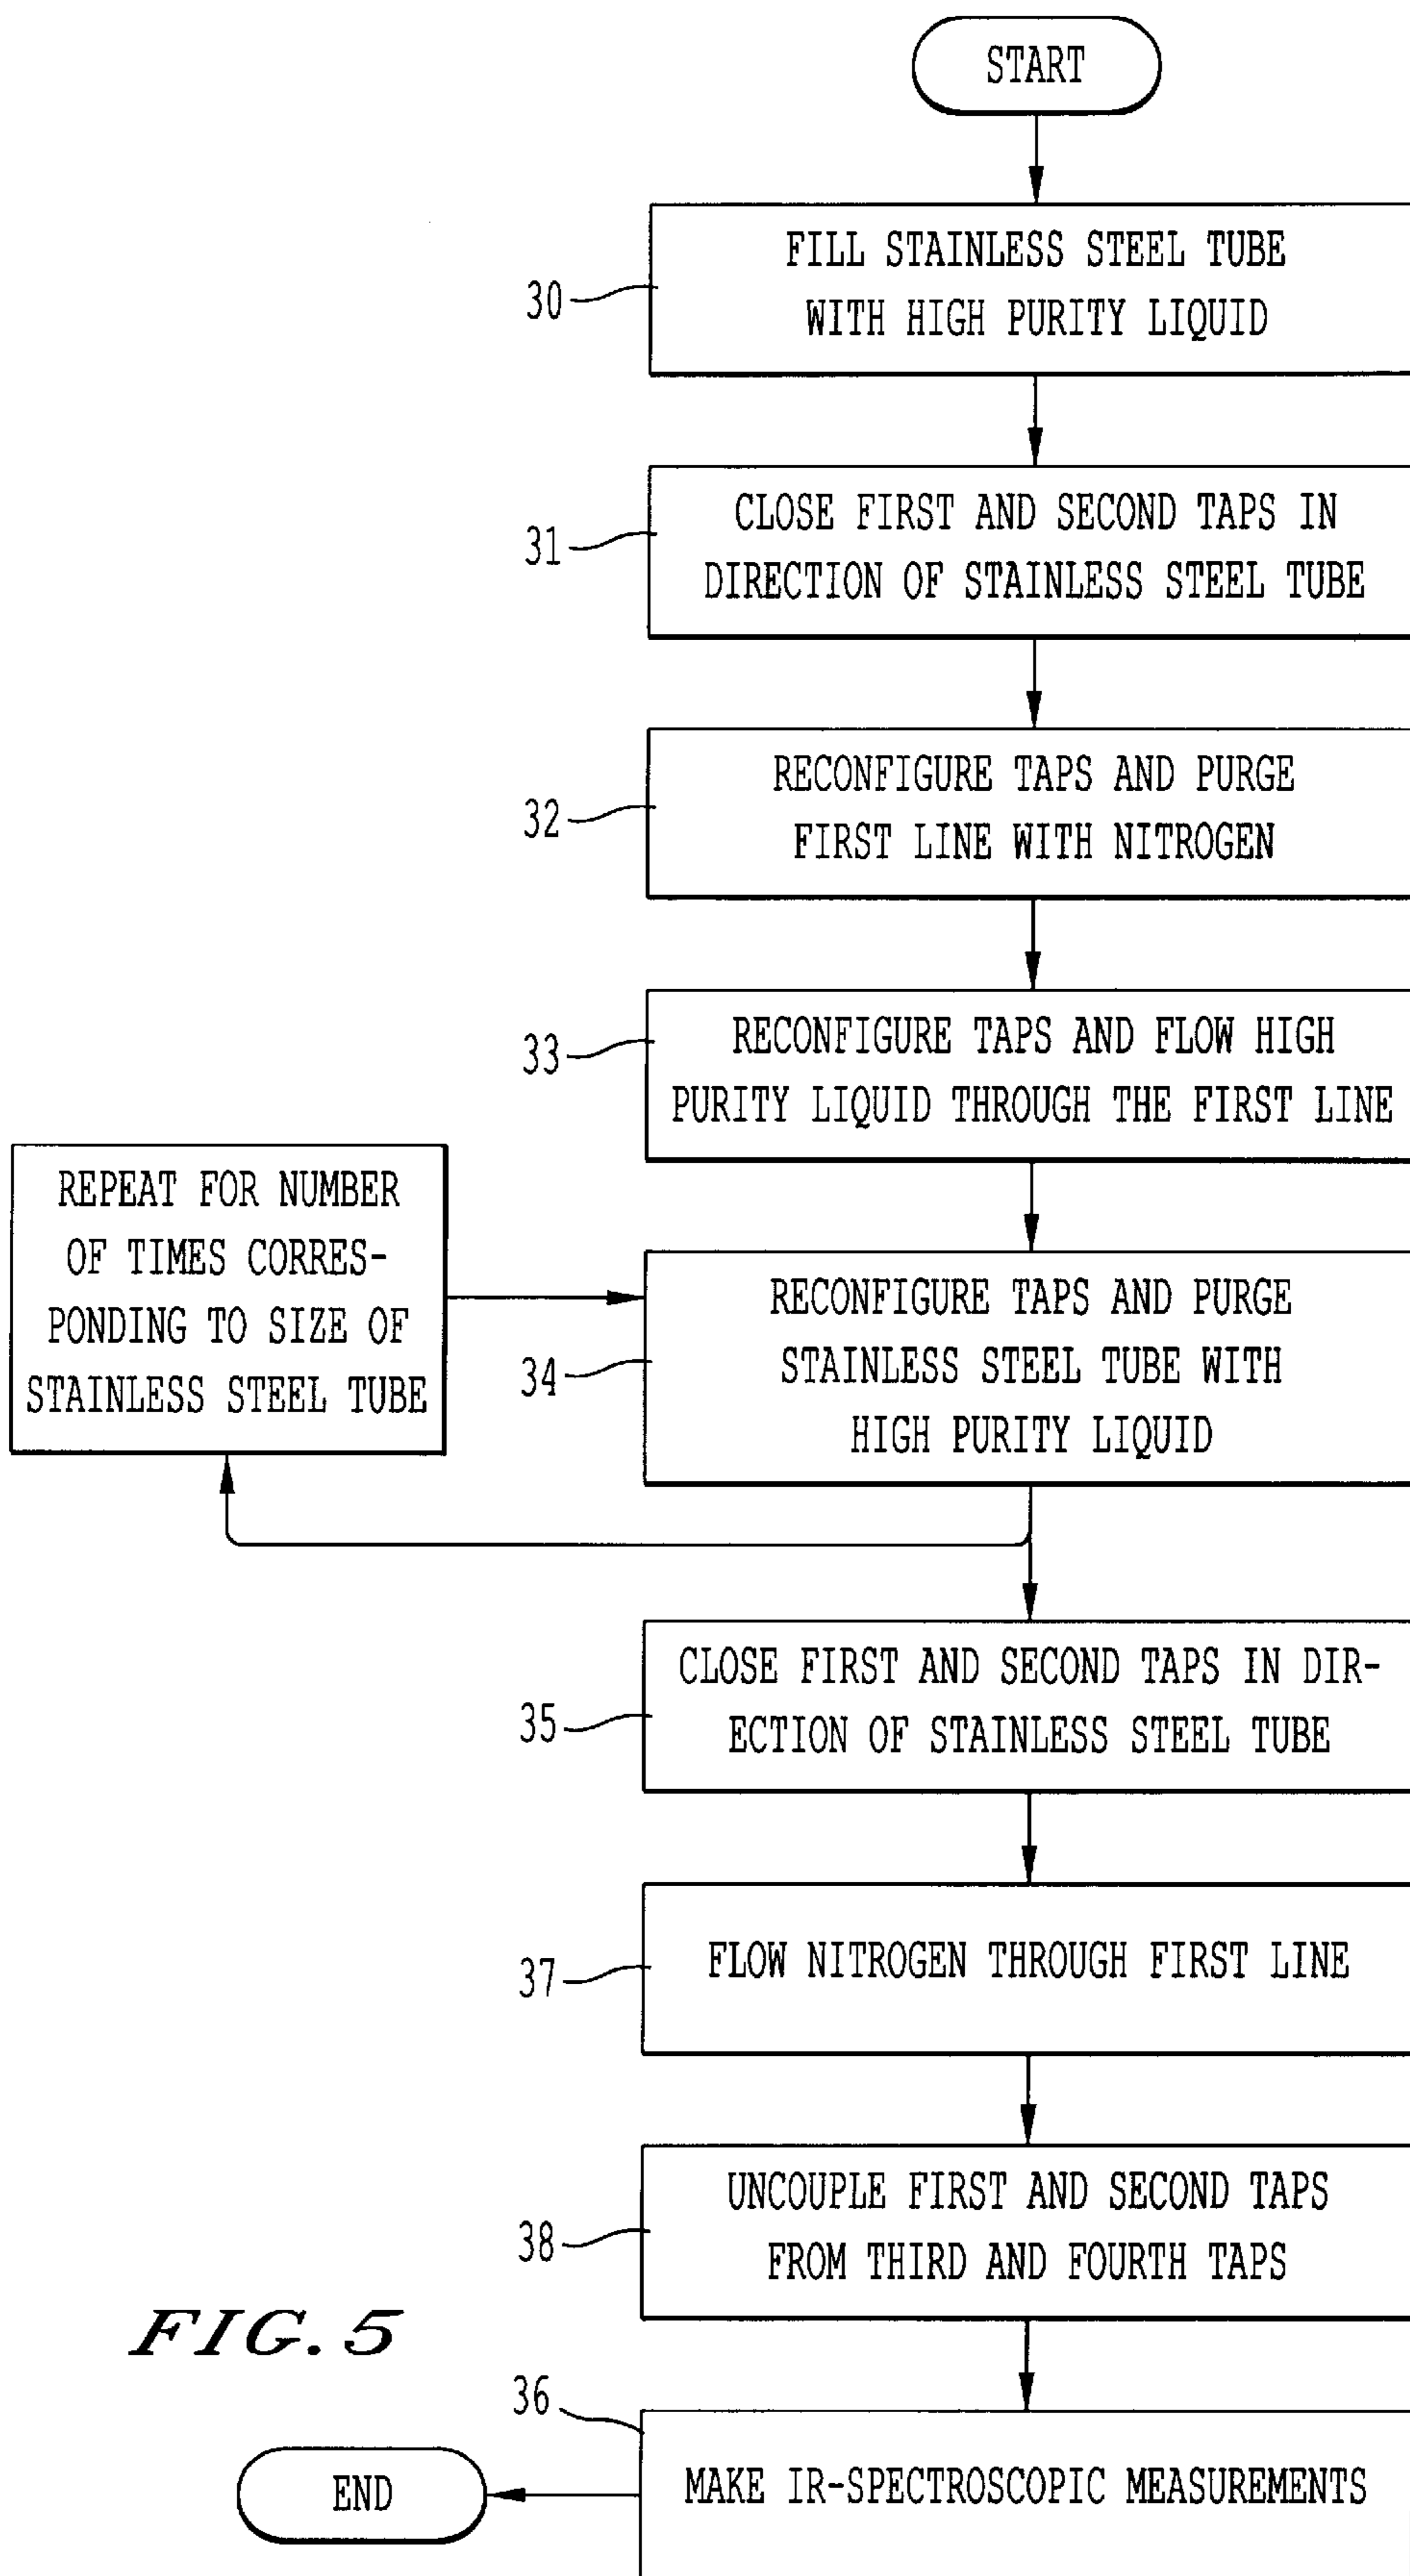 START
FILL STAINLESS STEEL TUBE
WITH HIGH PURITY LIQUID
30
CLOSE FIRST AND SECOND TAPS IN
DIRECTION OF STAINLESS STEEL TUBE
31
RECONFIGURE TAPS AND PURGE
FIRST LINE WITH NITROGEN
32
RECONFIGURE TAPS AND FLOW HIGH
PURITY LIQUID THROUGH THE FIRST LINE
33
REPEAT FOR NUMBER
OF TIMES CORRES-
PONDING TO SIZE OF
STAINLESS STEEL TUBE
RECONFIGURE TAPS AND PURGE
STAINLESS STEEL TUBE WITH
HIGH PURITY LIQUID
34
CLOSE FIRST AND SECOND TAPS IN DIR-
ECTION OF STAINLESS STEEL TUBE
35
FLOW NITROGEN THROUGH FIRST LINE
37
UNCOUPLE FIRST AND SECOND TAPS
FROM THIRD AND FOURTH TAPS
38
FIG. 5
36
MAKE IR-SPECTROSCOPIC MEASUREMENTS
END